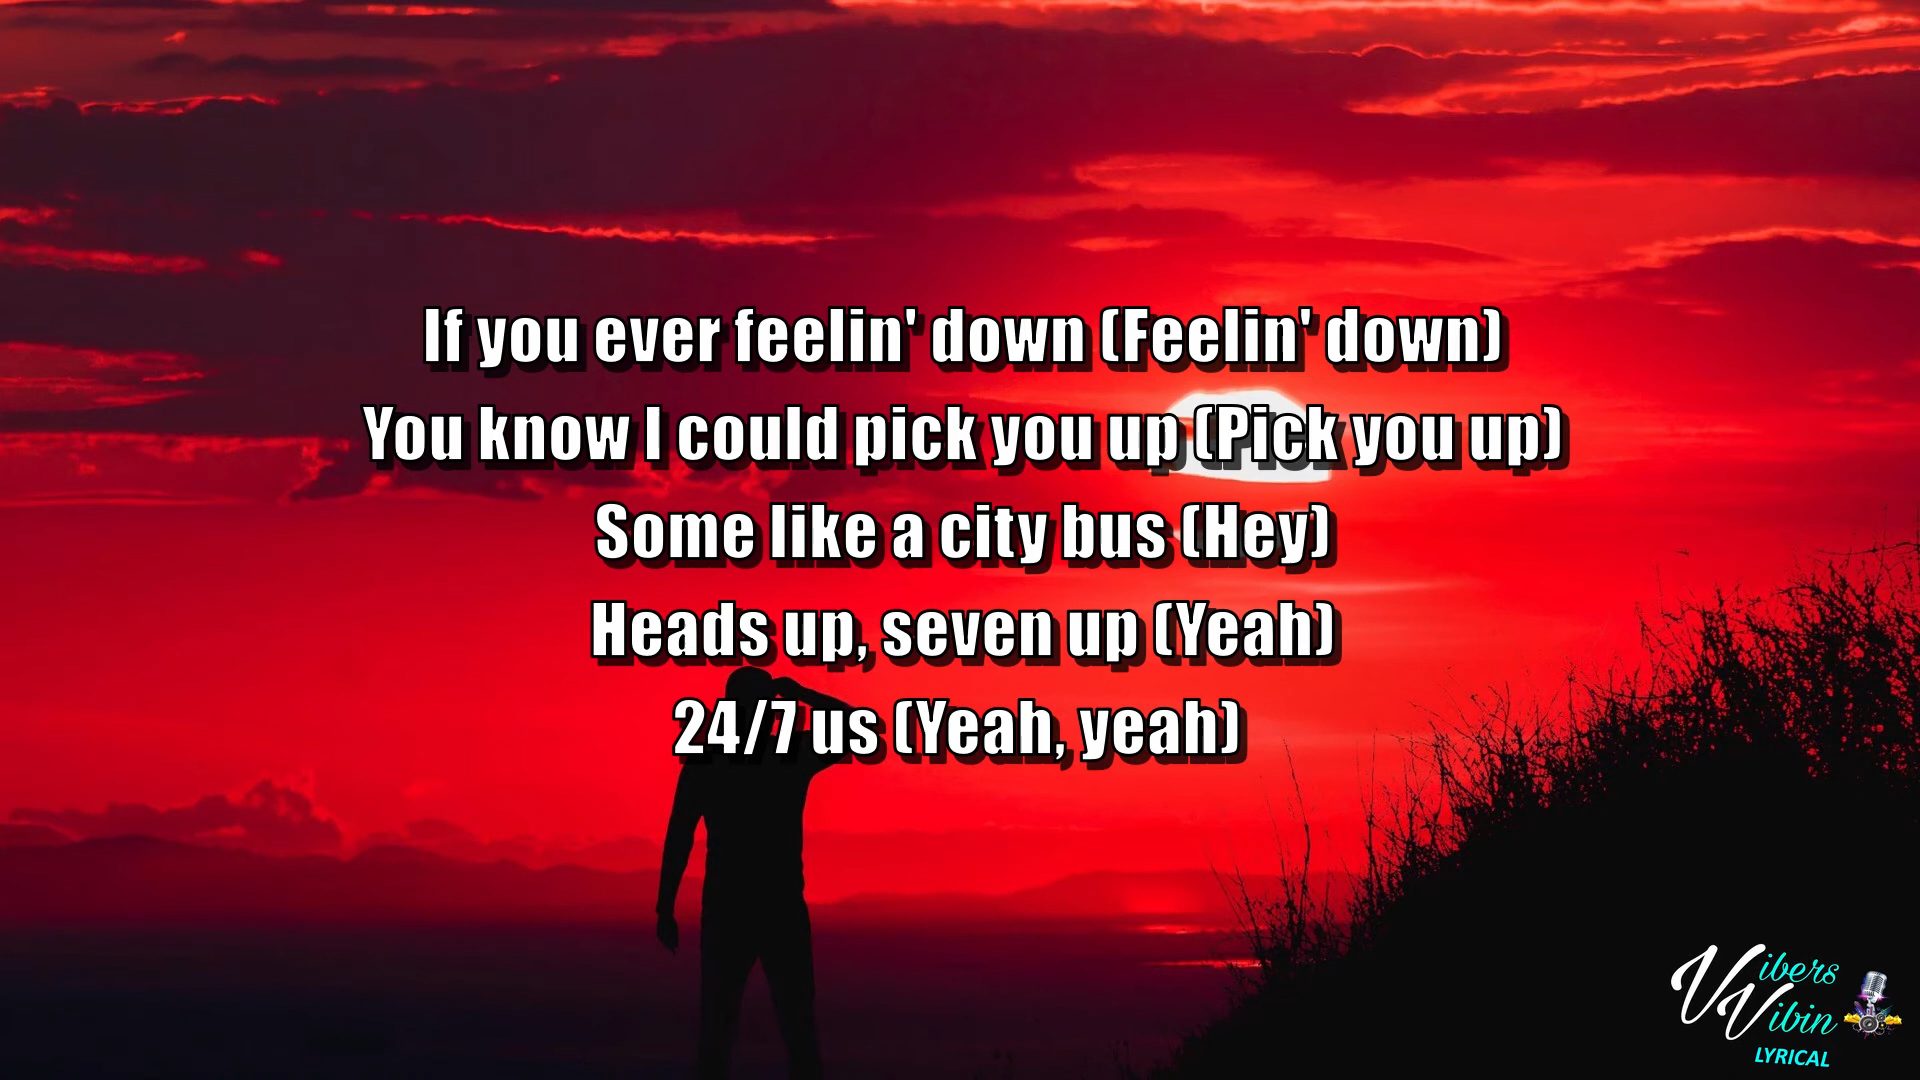 If you ever feelin' down (Feelin' down)
You know I could pick you up (Pick you up)
Some like a city bus (Hey)
Heads up, seven up (Yeah)
24/7 us (Yeah, yeah)
Vibers
Vibin
LYRICAL